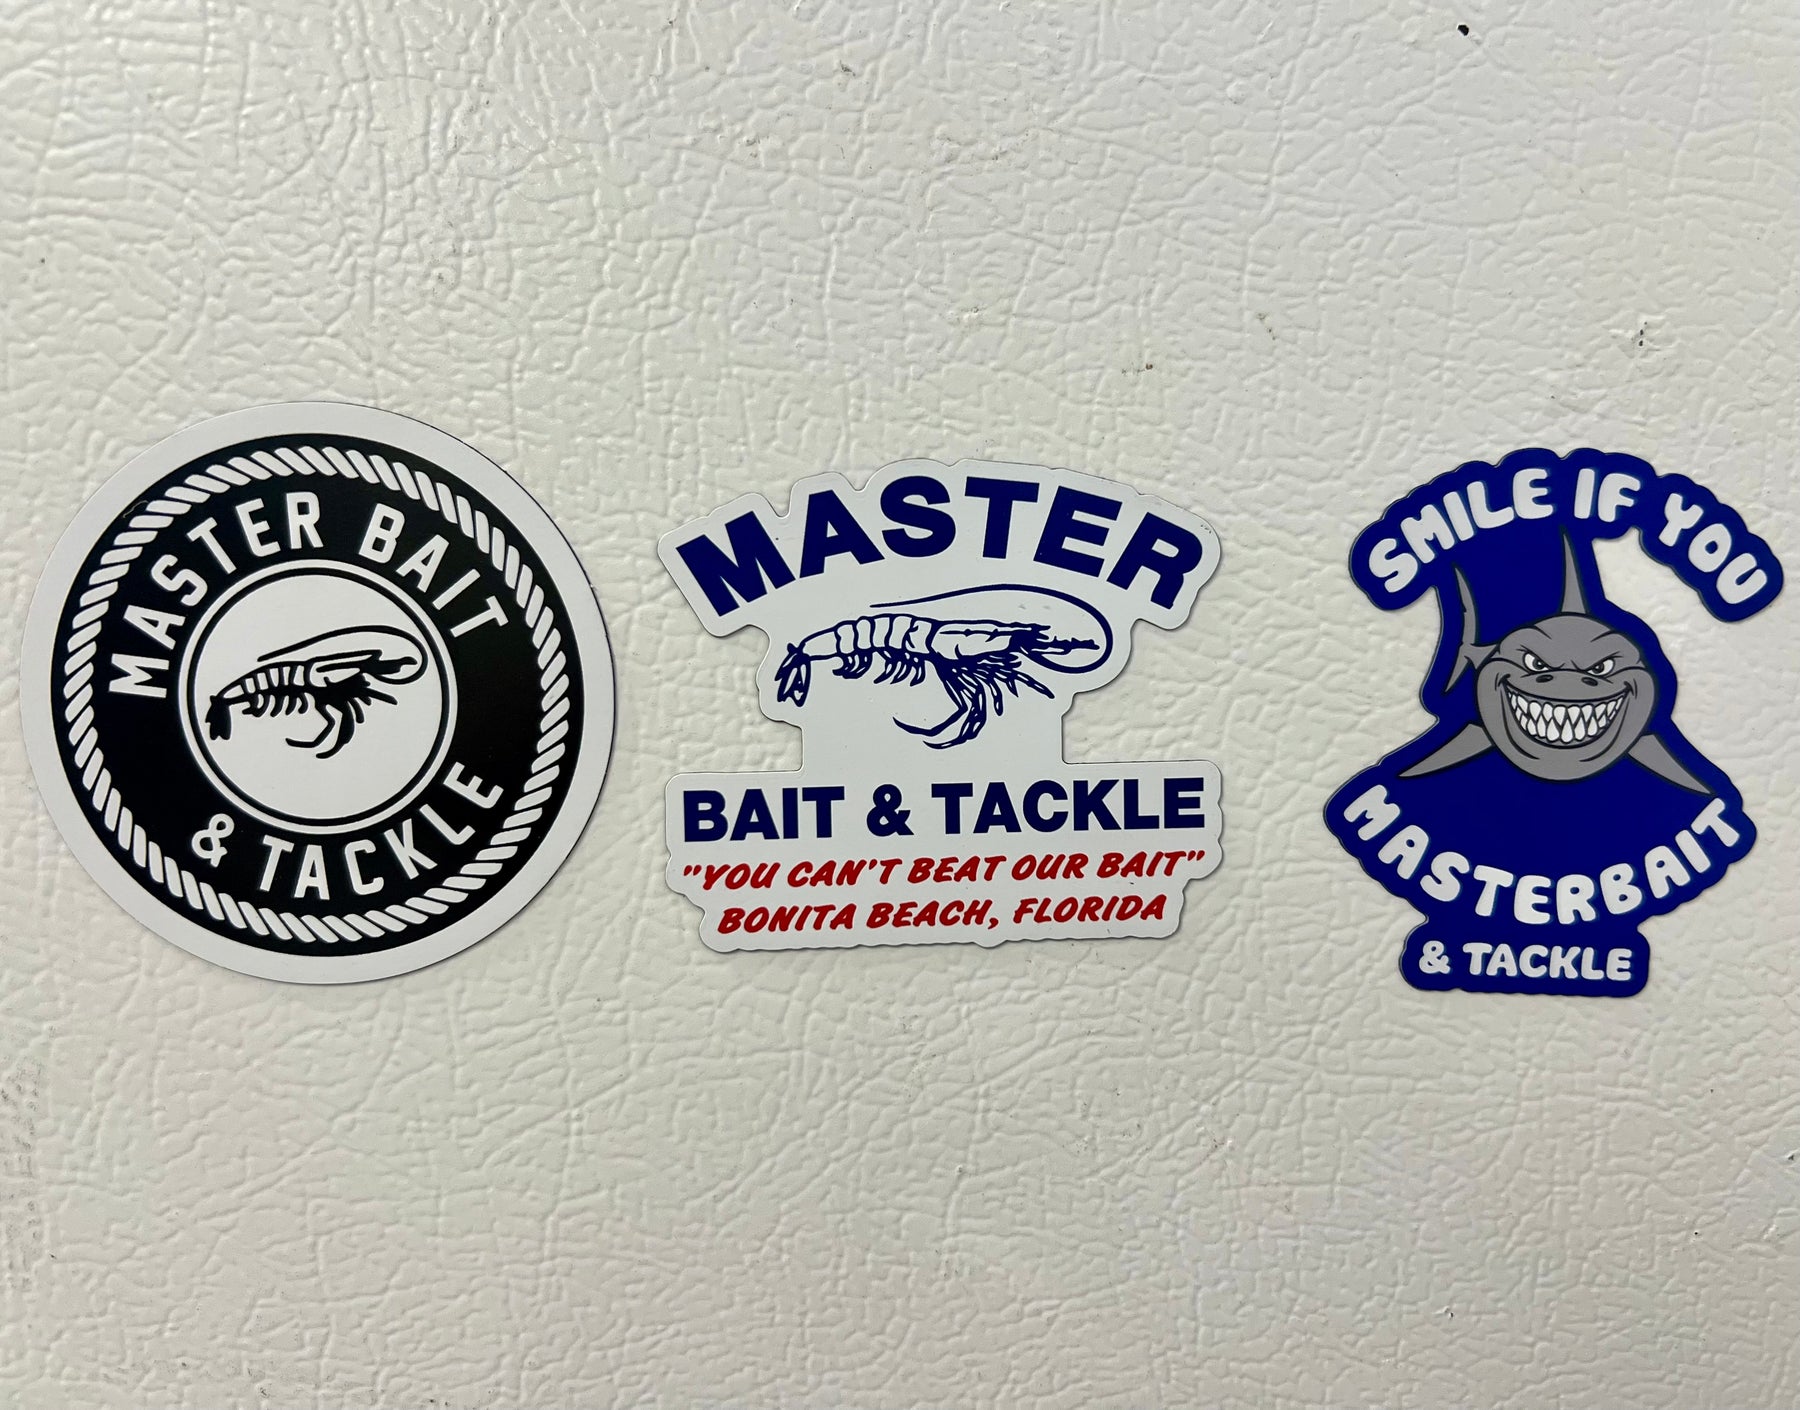 MASTER BAIT
& TACKLE
MASTER
BAIT & TACKLE
"YOU CAN'T BEAT OUR BAIT"
BONITA BEACH, FLORIDA
SMILE IF YOU
MASTERBAIT
& TACKLE